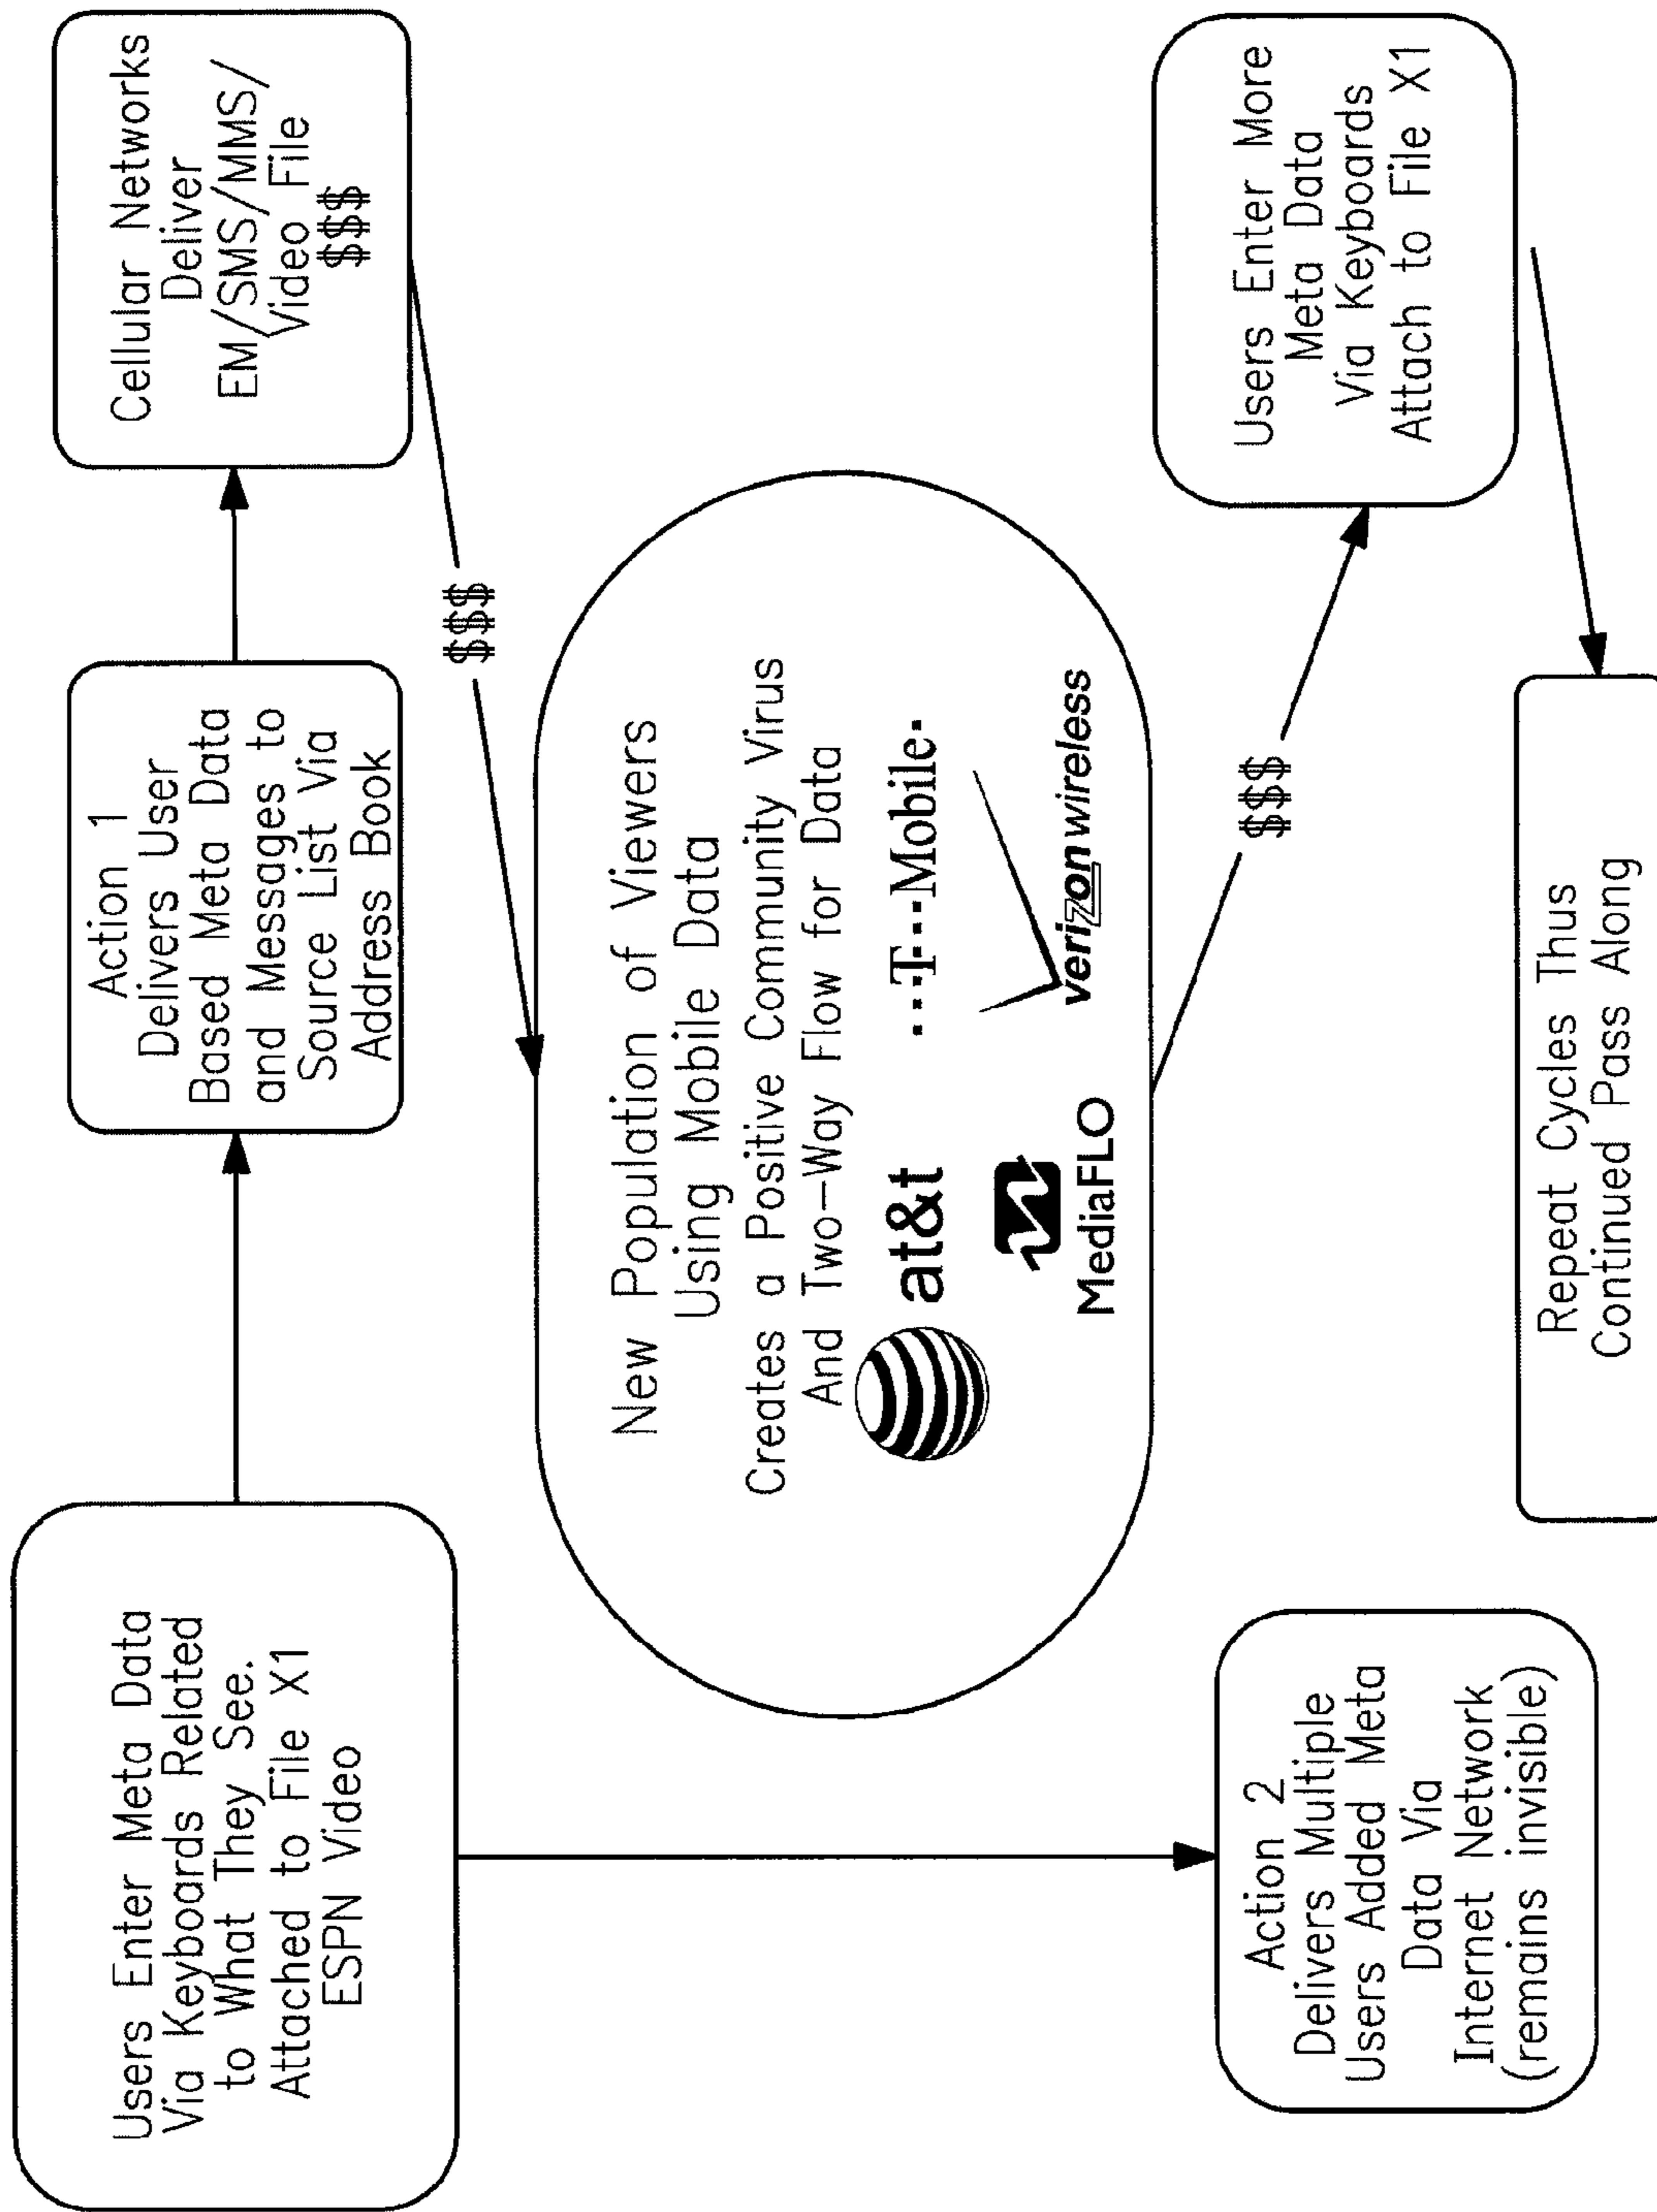 Users Enter Meta Data
Via Keyboards Related
to What They See.
Attached to File X1
ESPN Video
Action 1
Delivers User
Based Meta Data
and Messages to
Source List Via
Address Book
Cellular Networks
Deliver
EM/SMS/MMS/
Video File
$$$
$$$
New Population of Viewers
Using Mobile Data
Creates a Positive Community Virus
And Two-Way Flow for Data
at&t
T Mobile
MediaFLO
verizon wireless
$$$
Action 2
Delivers Multiple
Users Added Meta
Data Via
Internet Network
(remains invisible)
Users Enter More
Meta Data
Via Keyboards
Attach to File X1
Repeat Cycles Thus
Continued Pass Along